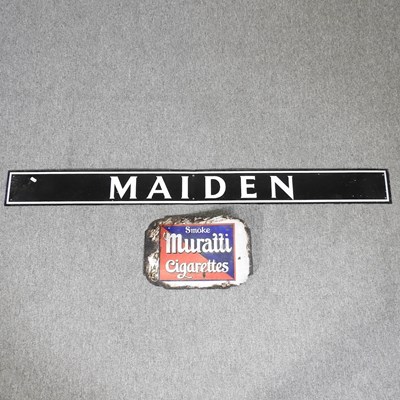 MAIDEN
Smoke
Muratti
Cigarettes